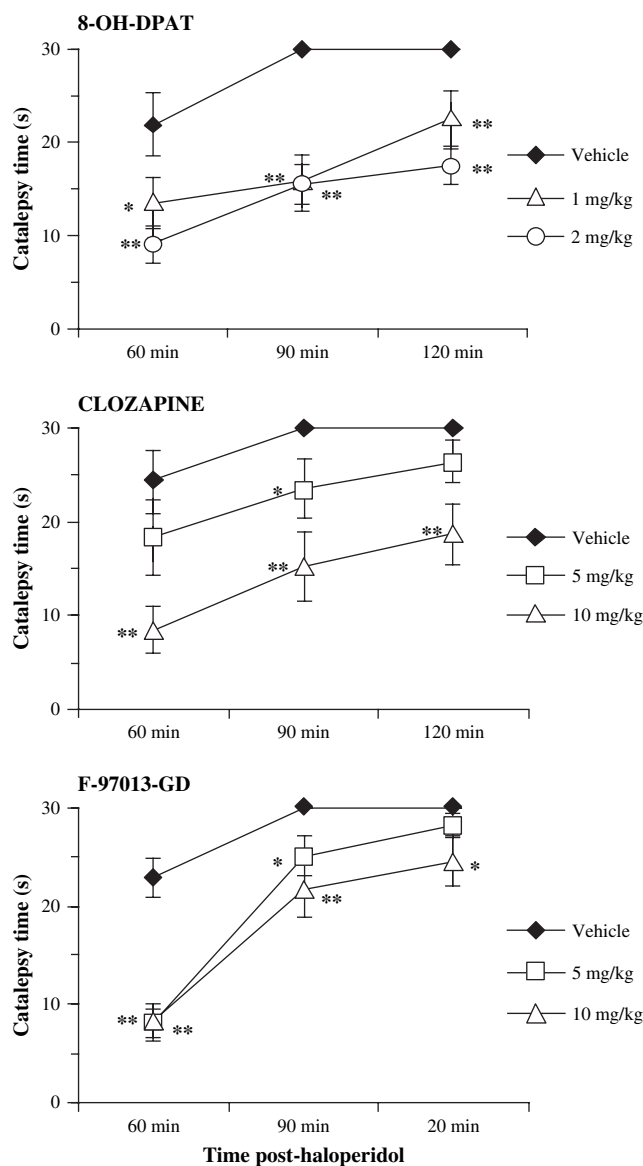 8-OH-DPAT
30
20
10
0
Catalepsy time (s)
*
**
**
**
**
**
60 min 90 min 120 min
Vehicle
1 mg/kg
2 mg/kg
CLOZAPINE
30
20
10
0
Catalepsy time (s)
**
*
**
**
60 min 90 min 120 min
Vehicle
5 mg/kg
10 mg/kg
F-97013-GD
30
20
10
0
Catalepsy time (s)
**
**
*
**
*
60 min 90 min 20 min
Time post-haloperidol
Vehicle
5 mg/kg
10 mg/kg